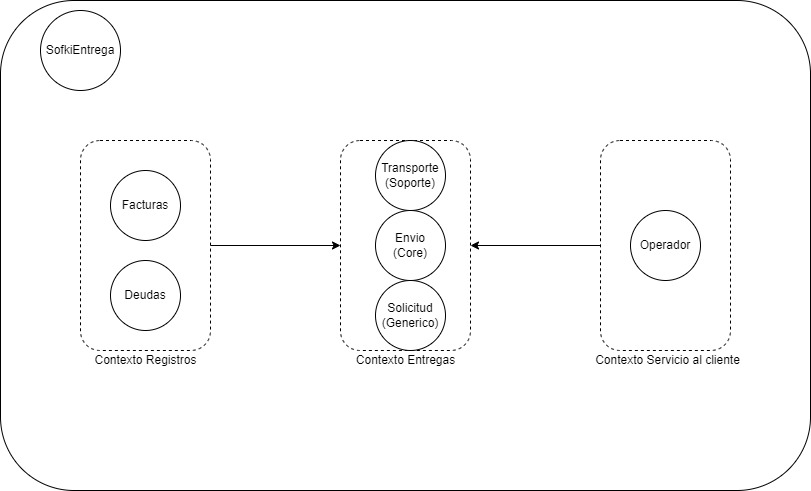 SofkiEntrega
Facturas
Deudas
Contexto Registros
Transporte
(Soporte)
Envio
(Core)
Solicitud
(Generico)
Contexto Entregas
Operador
Contexto Servicio al cliente